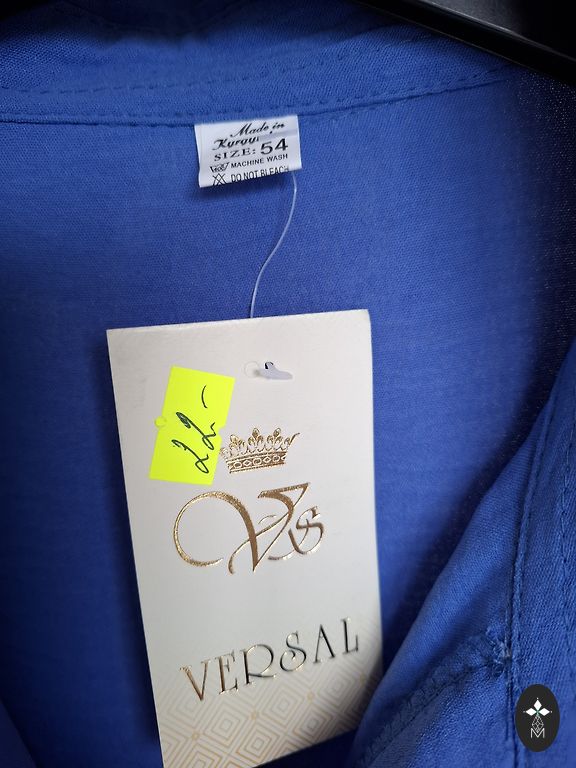 Made in
Kyrgyz
SIZE: 54
MACHINE WASH
DO NOT BLEACH
22.-
Vs
VERSAL
M